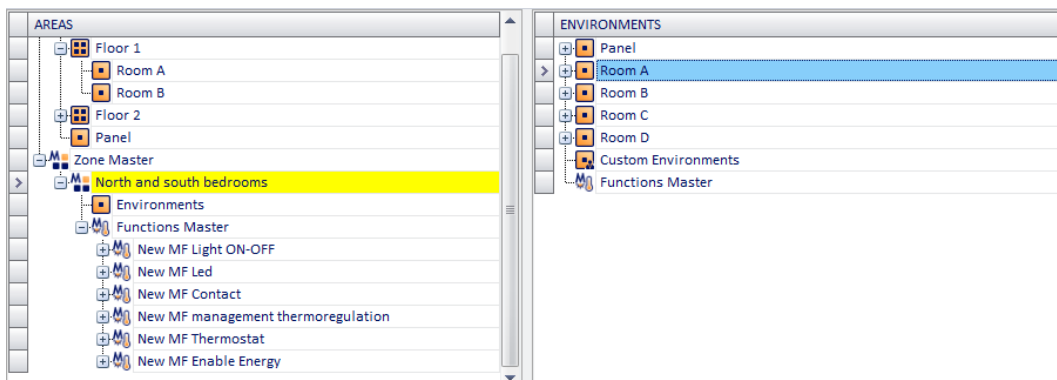 AREAS
Floor 1
Room A
Room B
Floor 2
Panel
Zone Master
North and south bedrooms
Environments
Functions Master
New MF Light ON-OFF
New MF Led
New MF Contact
New MF management thermoregulation
New MF Thermostat
New MF Enable Energy
ENVIRONMENTS
Panel
Room A
Room B
Room C
Room D
Custom Environments
Functions Master